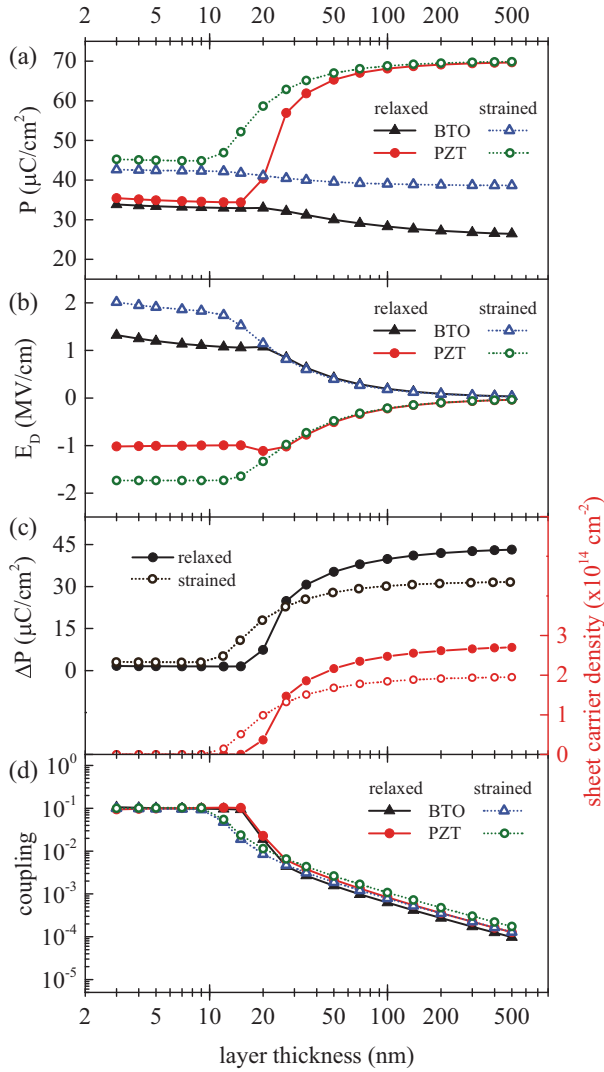 2 5 10 20 50 100 200 500
(a)
70
60
50
40
30
20
P (μC/cm²)
relaxed strained
BTO
PZT
(b)
2
1
0
-1
-2
E_D (MV/cm)
relaxed strained
BTO
PZT
(c)
45
30
15
0
ΔP (μC/cm²)
relaxed
strained
3
2
1
0
sheet carrier density (x10¹⁴ cm⁻²)
(d)
10⁰
10⁻¹
10⁻²
10⁻³
10⁻⁴
10⁻⁵
coupling
relaxed strained
BTO
PZT
2 5 10 20 50 100 200 500
layer thickness (nm)